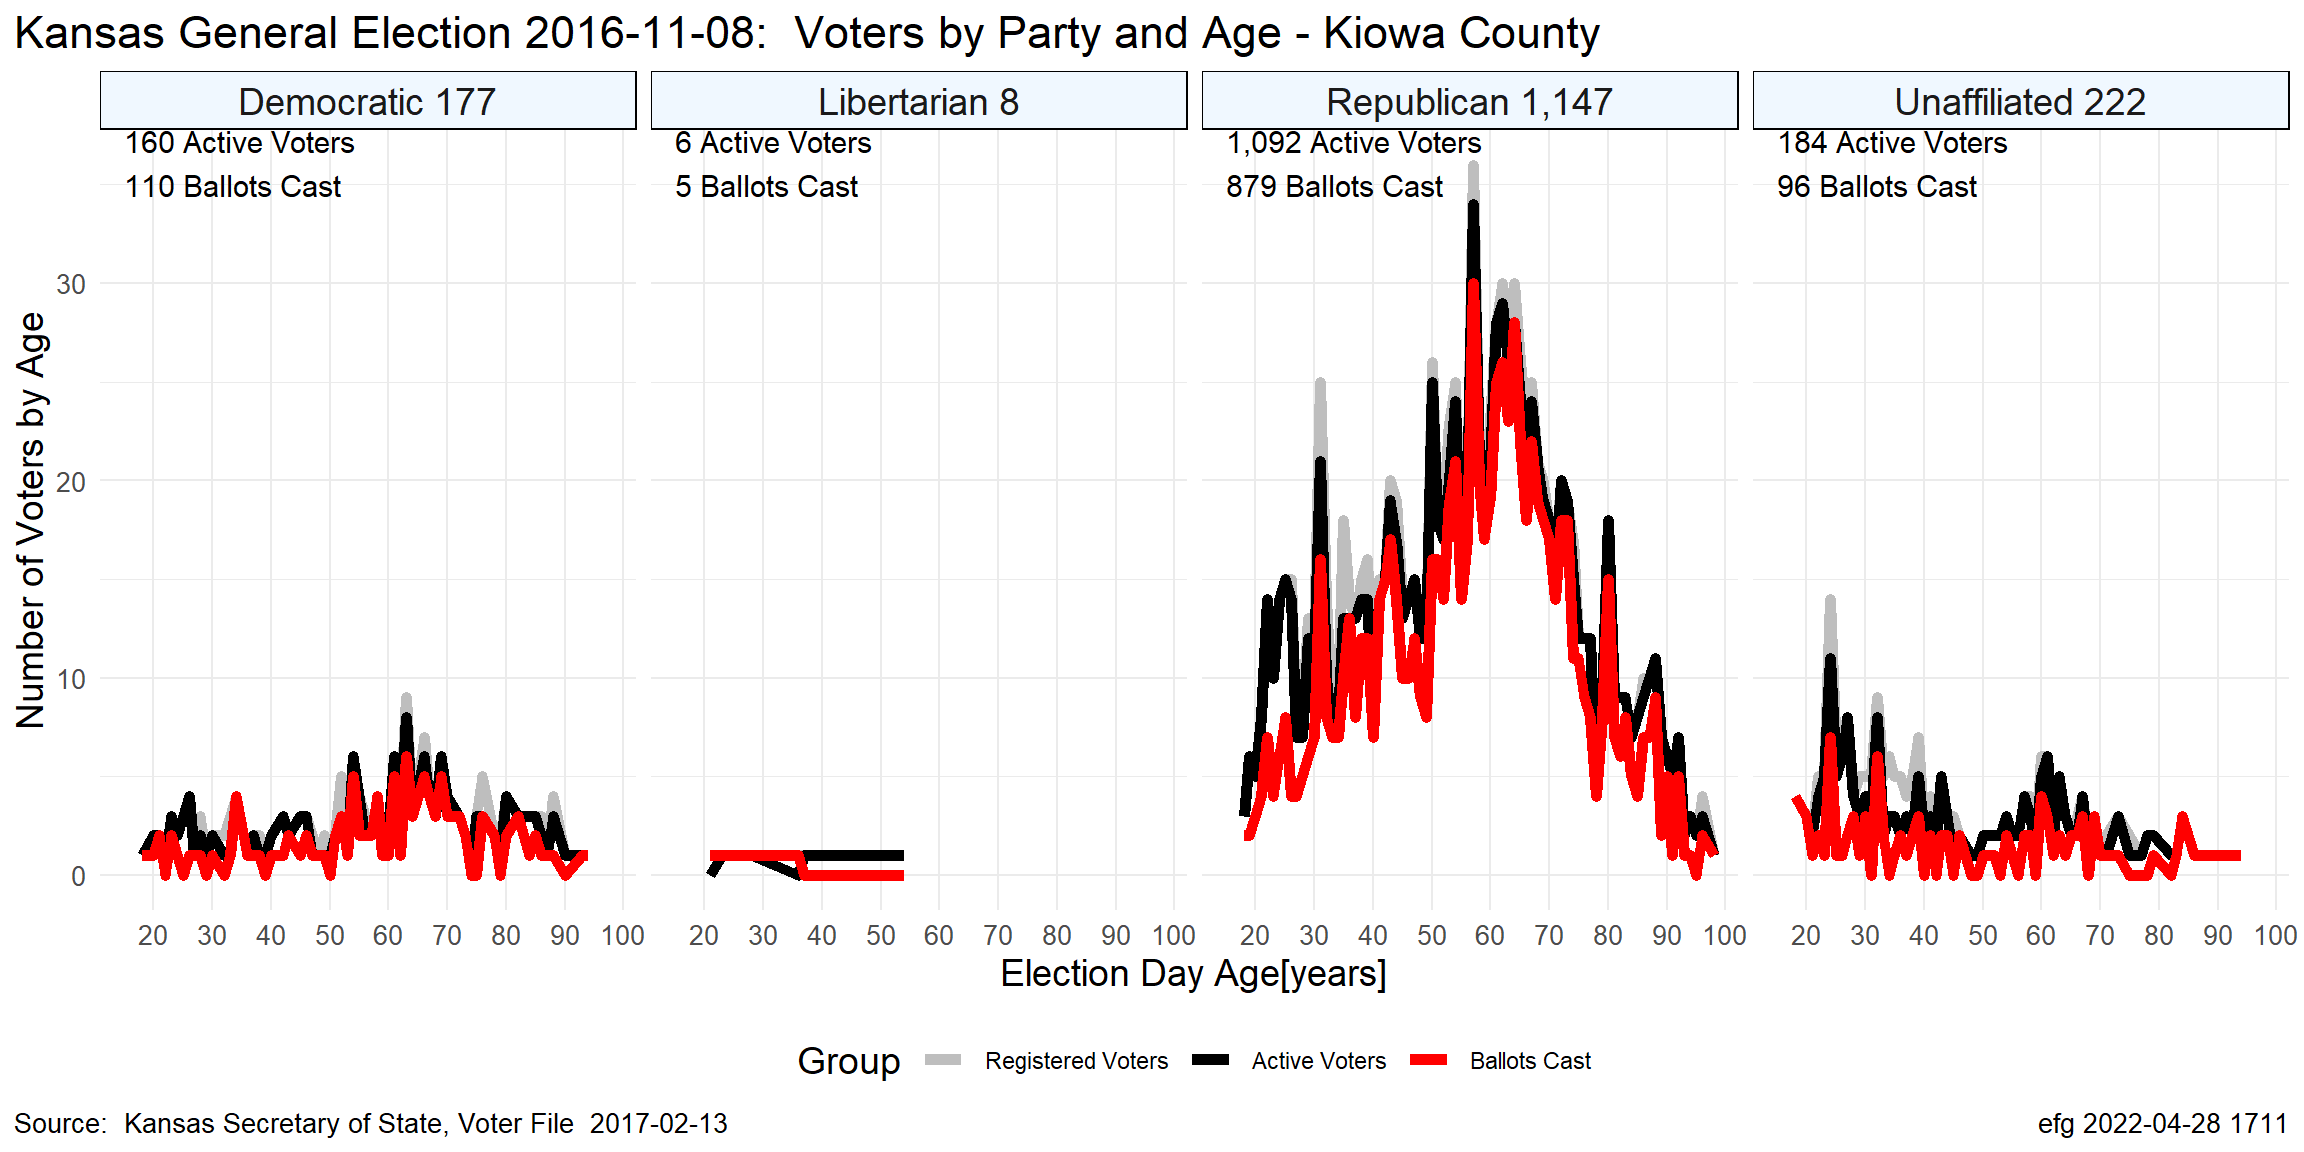 Kansas General Election 2016-11-08:  Voters by Party and Age - Kiowa County
Democratic 177
Libertarian 8
Republican 1,147
Unaffiliated 222
160 Active Voters
110 Ballots Cast
6 Active Voters
5 Ballots Cast
1,092 Active Voters
879 Ballots Cast
184 Active Voters
96 Ballots Cast
Number of Voters by Age
30
20
10
0
20 30 40 50 60 70 80 90 100
20 30 40 50 60 70 80 90 100
20 30 40 50 60 70 80 90 100
20 30 40 50 60 70 80 90 100
Election Day Age[years]
Group Registered Voters Active Voters Ballots Cast
Source:  Kansas Secretary of State, Voter File  2017-02-13
efg 2022-04-28 1711